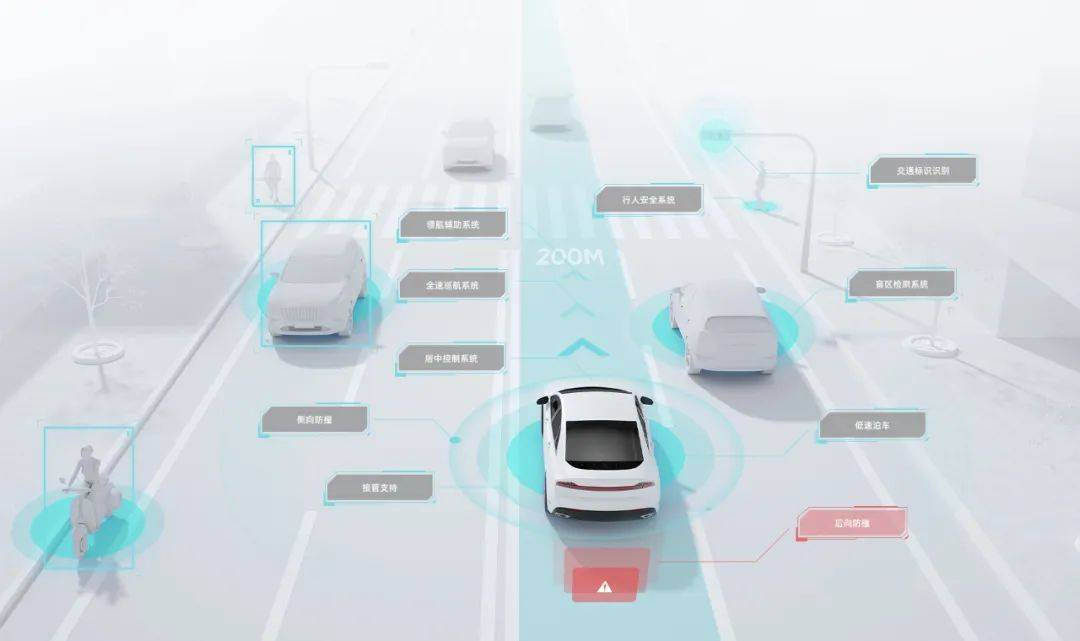 交通标识识别
行人安全系统
领航辅助系统
200M
全速巡航系统
盲区检测系统
居中控制系统
侧向防撞
低速泊车
接管支持
后向防撞